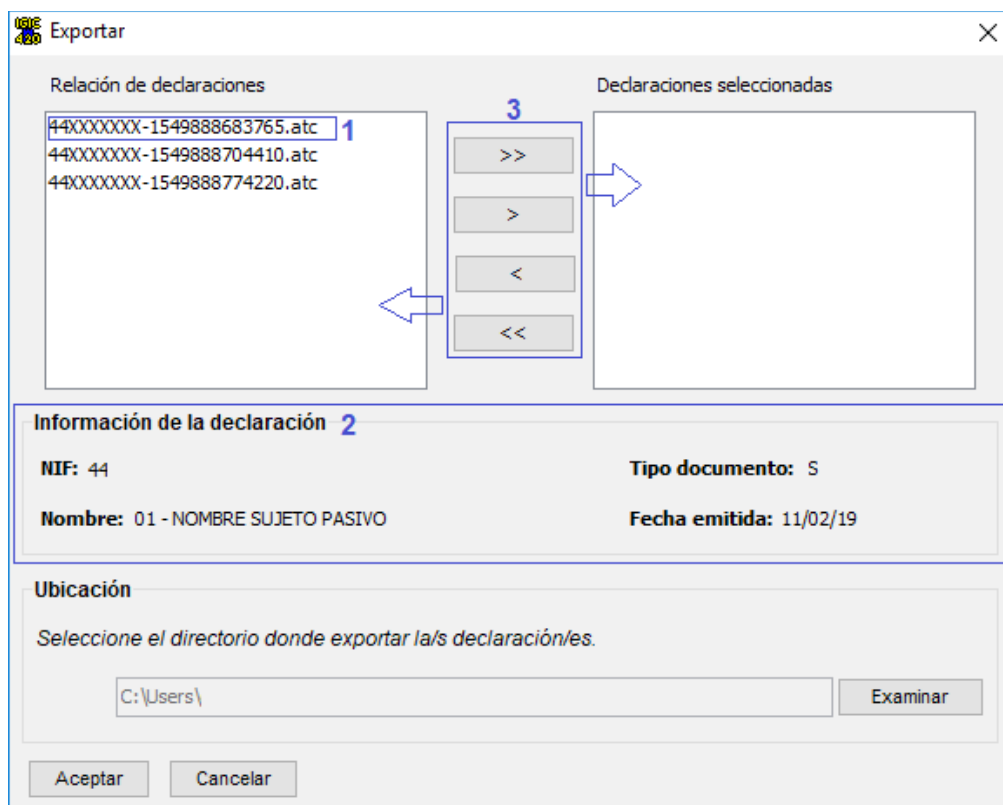 IGIC
420 Exportar
Relación de declaraciones
Declaraciones seleccionadas
44XXXXXXX-1549888683765.atc 1
44XXXXXXX-1549888704410.atc
44XXXXXXX-1549888774220.atc
3
>>
>
<
<<
Información de la declaración 2
NIF: 44
Tipo documento: S
Nombre: 01 - NOMBRE SUJETO PASIVO
Fecha emitida: 11/02/19
Ubicación
Seleccione el directorio donde exportar la/s declaración/es.
C:\Users\
Examinar
Aceptar
Cancelar